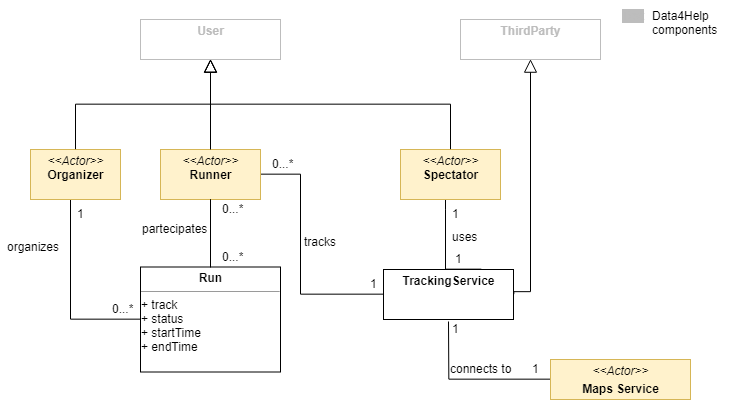 User
ThirdParty
Data4Help
components
<<Actor>>
Organizer
<<Actor>>
Runner
<<Actor>>
Spectator
0...*
1
0...*
1
organizes
partecipates
tracks
uses
0...*
1
0...*
1
Run
TrackingService
+ track
+ status
+ startTime
+ endTime
1
connects to
1
<<Actor>>
Maps Service